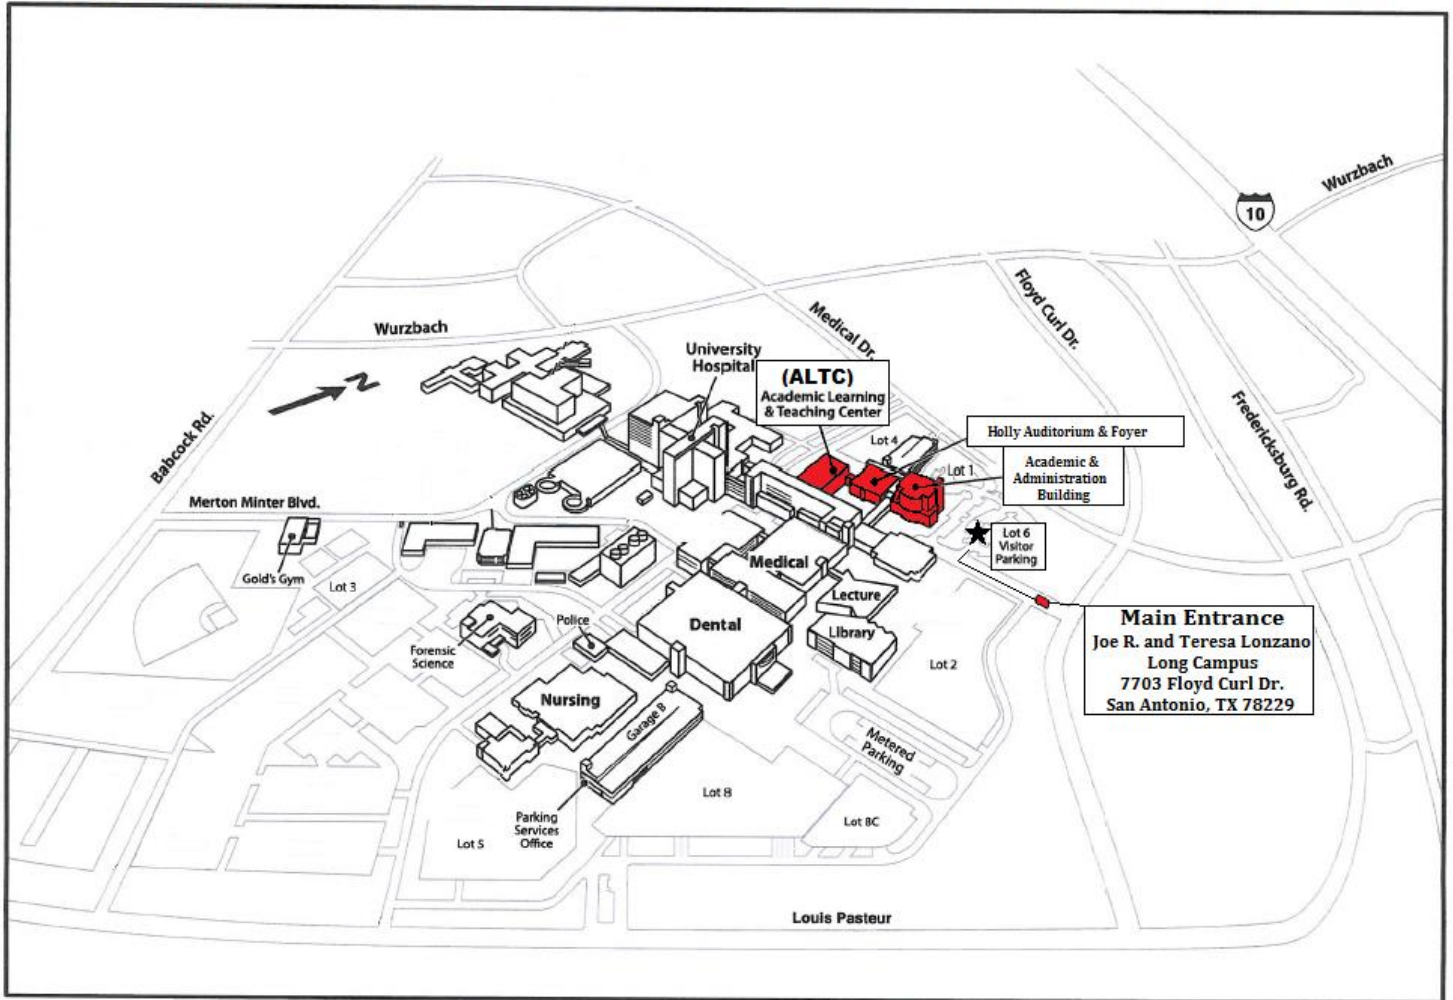 Wurzbach
10
Floyd Curl Dr.
Medical Dr.
Wurzbach
University
Hospital
(ALTC)
Academic Learning
& Teaching Center
N
Babcock Rd.
Fredericksburg Rd.
Lot 4
Holly Auditorium & Foyer
Lot 1
Academic &
Administration
Building
Merton Minter Blvd.
Lot 6
Visitor
Parking
Gold's Gym
Lot 3
Medical
Lecture
Main Entrance
Joe R. and Teresa Lonzano
Long Campus
7703 Floyd Curl Dr.
San Antonio, TX 78229
Police
Dental
Library
Forensic
Science
Lot 2
Nursing
Garage B
Metered
Parking
Lot 8
Lot 8C
Parking
Services
Office
Lot 5
Louis Pasteur